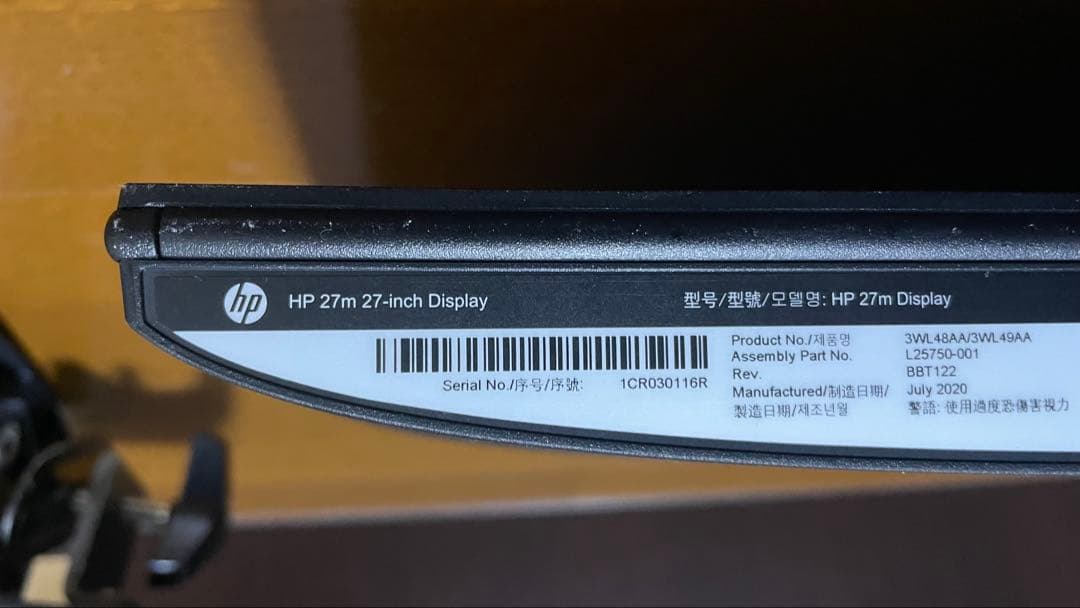 hp HP 27m 27-inch Display
型号/型號/모델명: HP 27m Display
Serial No./序号/序號: 1CR030116R
Product No./제품명 3WL48AA/3WL49AA
Assembly Part No. L25750-001
Rev. BBT122
Manufactured/制造日期/ July 2020
製造日期/제조년월
警語: 使用過度恐傷害視力